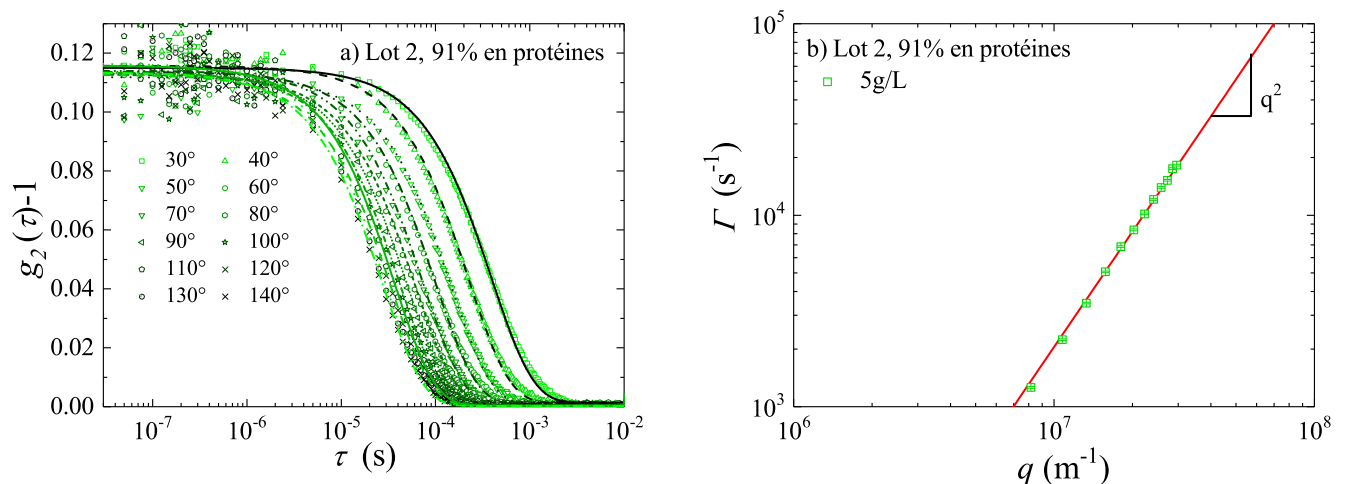 a) Lot 2, 91% en protéines
0.12
0.10
0.08
0.06
0.04
0.02
0.00
g₂(τ)-1
30° 40°
50° 60°
70° 80°
90° 100°
110° 120°
130° 140°
10⁻⁷ 10⁻⁶ 10⁻⁵ 10⁻⁴ 10⁻³ 10⁻²
τ (s)
b) Lot 2, 91% en protéines
5g/L
q²
10⁵
10⁴
10³
Γ (s⁻¹)
10⁶ 10⁷ 10⁸
q (m⁻¹)